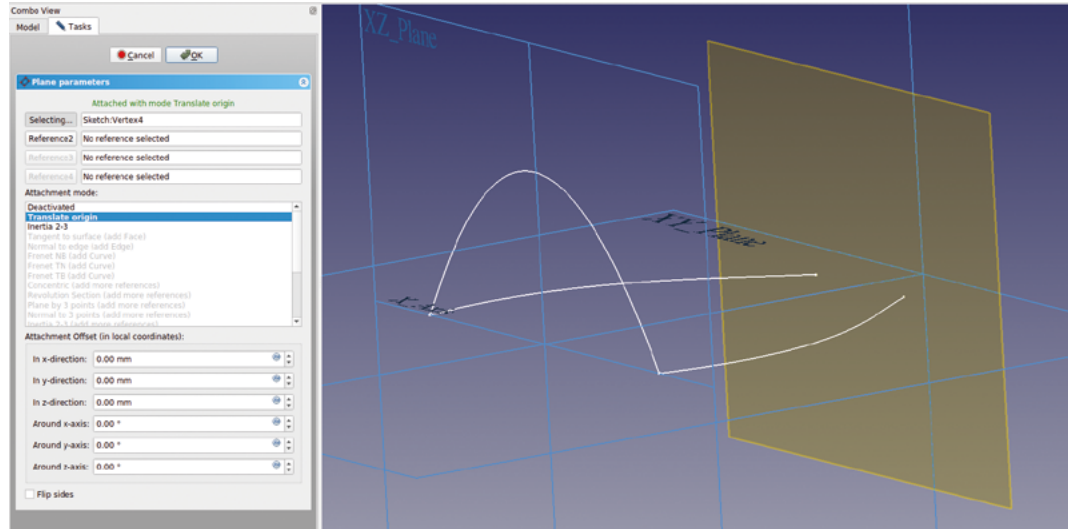 Combo View
Model Tasks
Cancel OK
Plane parameters
Attached with mode Translate origin
Selecting... Sketch:Vertex4
Reference2 No reference selected
Reference3 No reference selected
Reference4 No reference selected
Attachment mode:
Deactivated
Translate origin
Inertia 2-3
Tangent to surface (add Face)
Normal to edge (add Edge)
Frenet NB (add Curve)
Frenet TN (add Curve)
Frenet TB (add Curve)
Concentric (add more references)
Revolution Section (add more references)
Plane by 3 points (add more references)
Normal to 3 points (add more references)
Inertia 2-3 (add more references)
Attachment Offset (in local coordinates):
In x-direction: 0.00 mm
In y-direction: 0.00 mm
In z-direction: 0.00 mm
Around x-axis: 0.00 °
Around y-axis: 0.00 °
Around z-axis: 0.00 °
Flip sides
XZ_Plane
XY_Plane